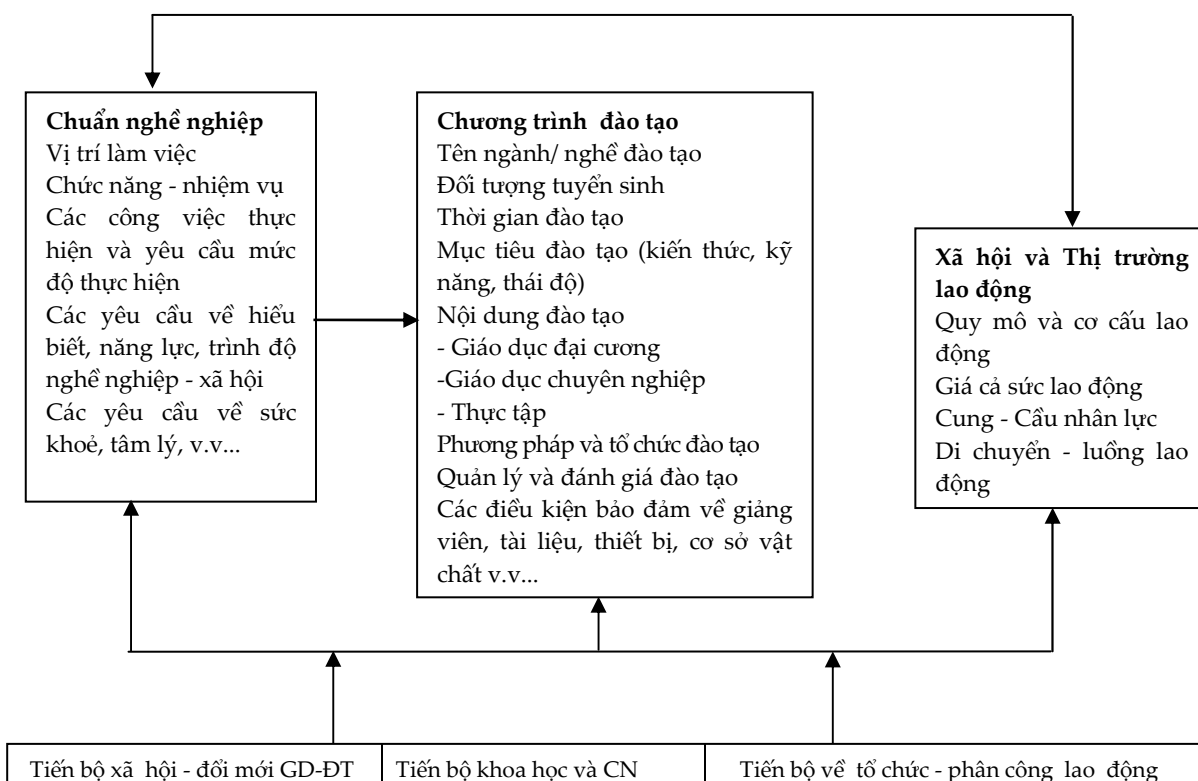 Chuẩn nghề nghiệp
Vị trí làm việc
Chức năng - nhiệm vụ
Các công việc thực
hiện và yêu cầu mức
độ thực hiện
Các yêu cầu về hiểu
biết, năng lực, trình độ
nghề nghiệp - xã hội
Các yêu cầu về sức
khoẻ, tâm lý, v.v...
Chương trình đào tạo
Tên ngành/ nghề đào tạo
Đối tượng tuyển sinh
Thời gian đào tạo
Mục tiêu đào tạo (kiến thức, kỹ
năng, thái độ)
Nội dung đào tạo
- Giáo dục đại cương
-Giáo dục chuyên nghiệp
- Thực tập
Phương pháp và tổ chức đào tạo
Quản lý và đánh giá đào tạo
Các điều kiện bảo đảm về giảng
viên, tài liệu, thiết bị, cơ sở vật
chất v.v...
Xã hội và Thị trường
lao động
Quy mô và cơ cấu lao
động
Giá cả sức lao động
Cung - Cầu nhân lực
Di chuyển - luồng lao
động
Tiến bộ xã hội - đổi mới GD-ĐT
Tiến bộ khoa học và CN
Tiến bộ về tổ chức - phân công lao động